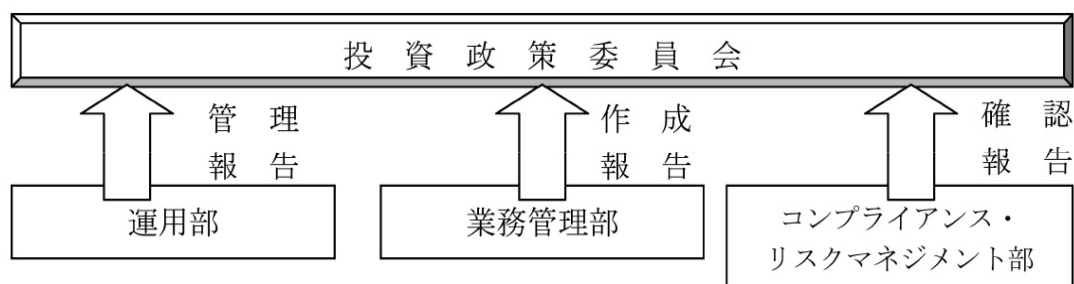 投資政策委員会
管理
報告
作成
報告
確認
報告
運用部
業務管理部
コンプライアンス・
リスクマネジメント部